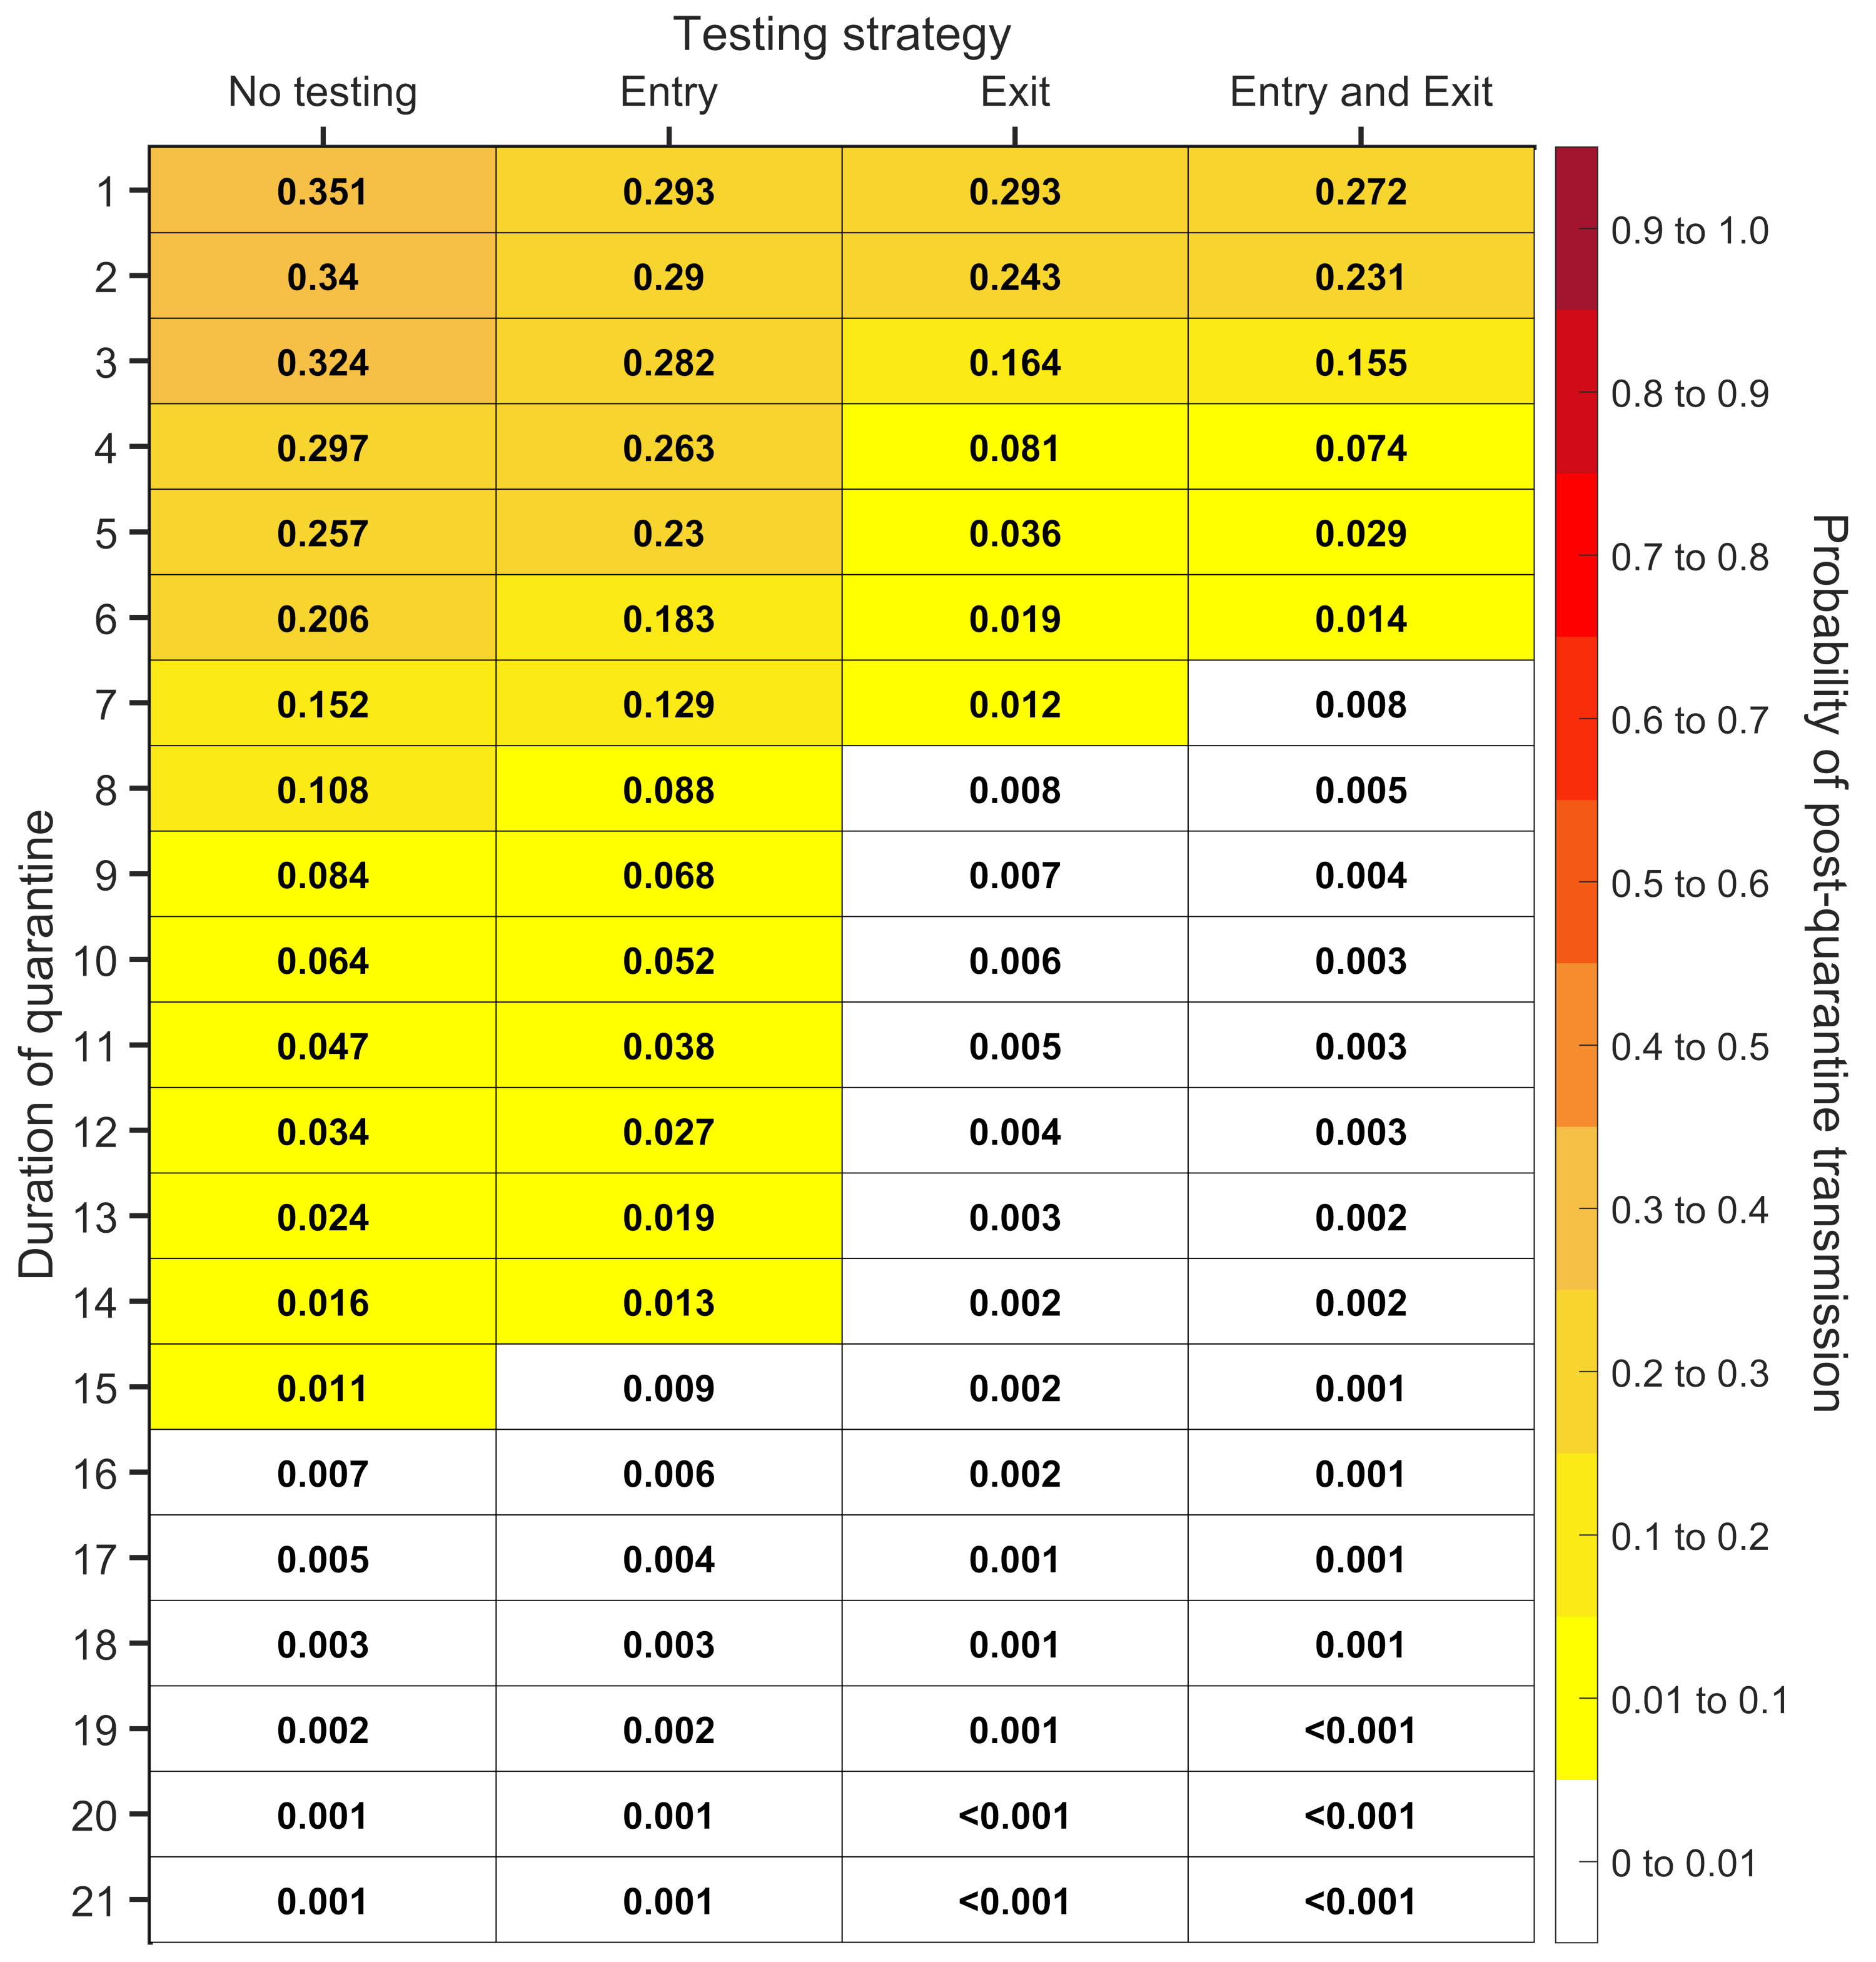 Testing strategy
No testing Entry Exit Entry and Exit
1 0.351 0.293 0.293 0.272
2 0.34 0.29 0.243 0.231
3 0.324 0.282 0.164 0.155
4 0.297 0.263 0.081 0.074
5 0.257 0.23 0.036 0.029
6 0.206 0.183 0.019 0.014
7 0.152 0.129 0.012 0.008
8 0.108 0.088 0.008 0.005
9 0.084 0.068 0.007 0.004
10 0.064 0.052 0.006 0.003
11 0.047 0.038 0.005 0.003
12 0.034 0.027 0.004 0.003
13 0.024 0.019 0.003 0.002
14 0.016 0.013 0.002 0.002
15 0.011 0.009 0.002 0.001
16 0.007 0.006 0.002 0.001
17 0.005 0.004 0.001 0.001
18 0.003 0.003 0.001 0.001
19 0.002 0.002 0.001 <0.001
20 0.001 0.001 <0.001 <0.001
21 0.001 0.001 <0.001 <0.001
Duration of quarantine
0.9 to 1.0
0.8 to 0.9
0.7 to 0.8
0.6 to 0.7
0.5 to 0.6
0.4 to 0.5
0.3 to 0.4
0.2 to 0.3
0.1 to 0.2
0.01 to 0.1
0 to 0.01
Probability of post-quarantine transmission